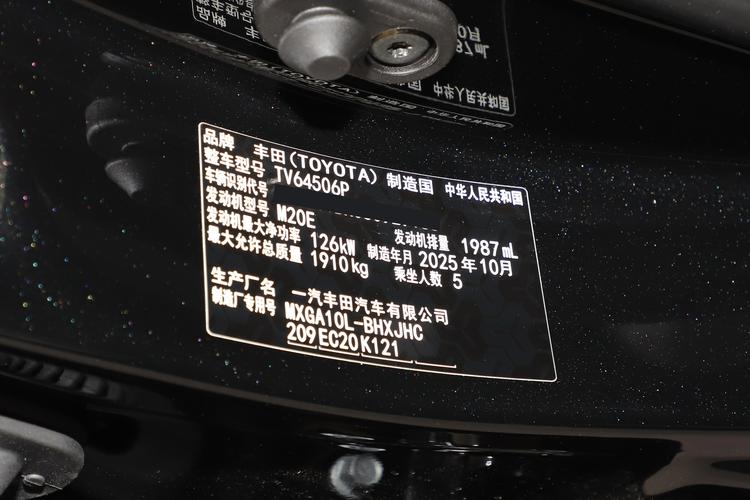 品牌 丰田(TOYOTA) 制造国 中华人民共和国
整车型号 TV64506P
车辆识别代号
发动机型号 M20E 发动机排量 1987mL
发动机最大净功率 126kW 制造年月 2025年10月
最大允许总质量 1910kg 乘坐人数 5
生产厂名 一汽丰田汽车有限公司
制造厂专用号 MXGA10L-BHXJHC
209EC20K121